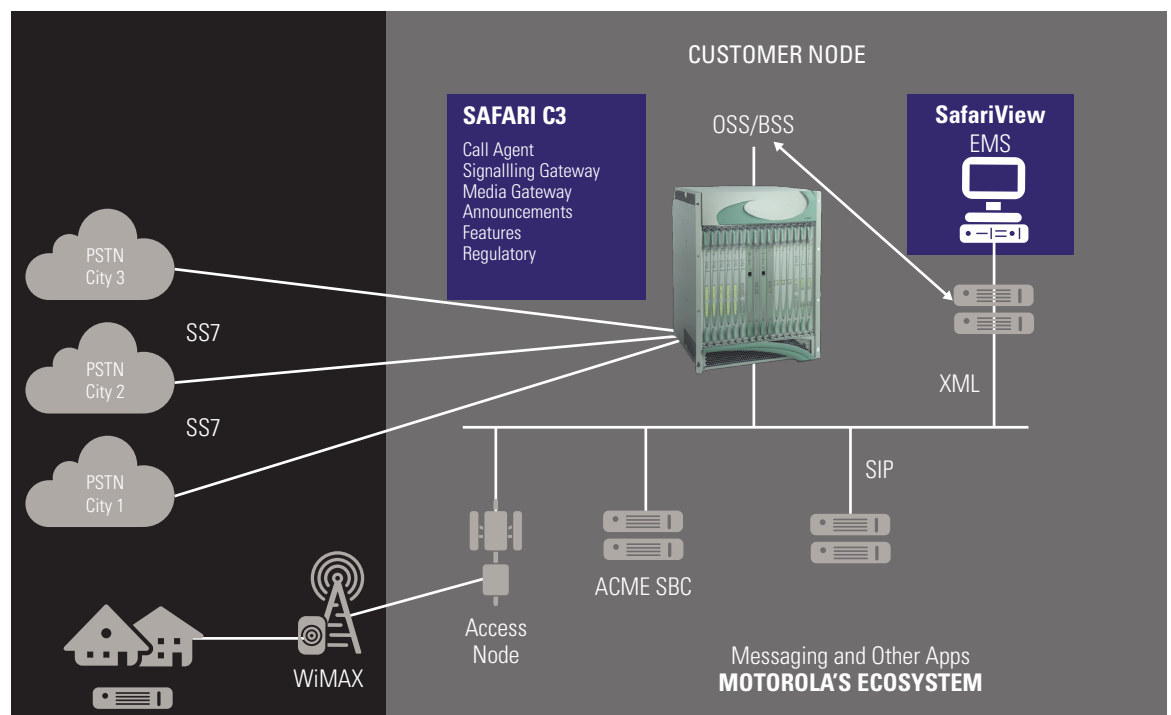 CUSTOMER NODE
SAFARI C3
Call Agent
Signallling Gateway
Media Gateway
Announcements
Features
Regulatory
OSS/BSS
SafariView
EMS
PSTN
City 3
SS7
PSTN
City 2
SS7
PSTN
City 1
XML
SIP
ACME SBC
Access
Node
WiMAX
Messaging and Other Apps
MOTOROLA'S ECOSYSTEM